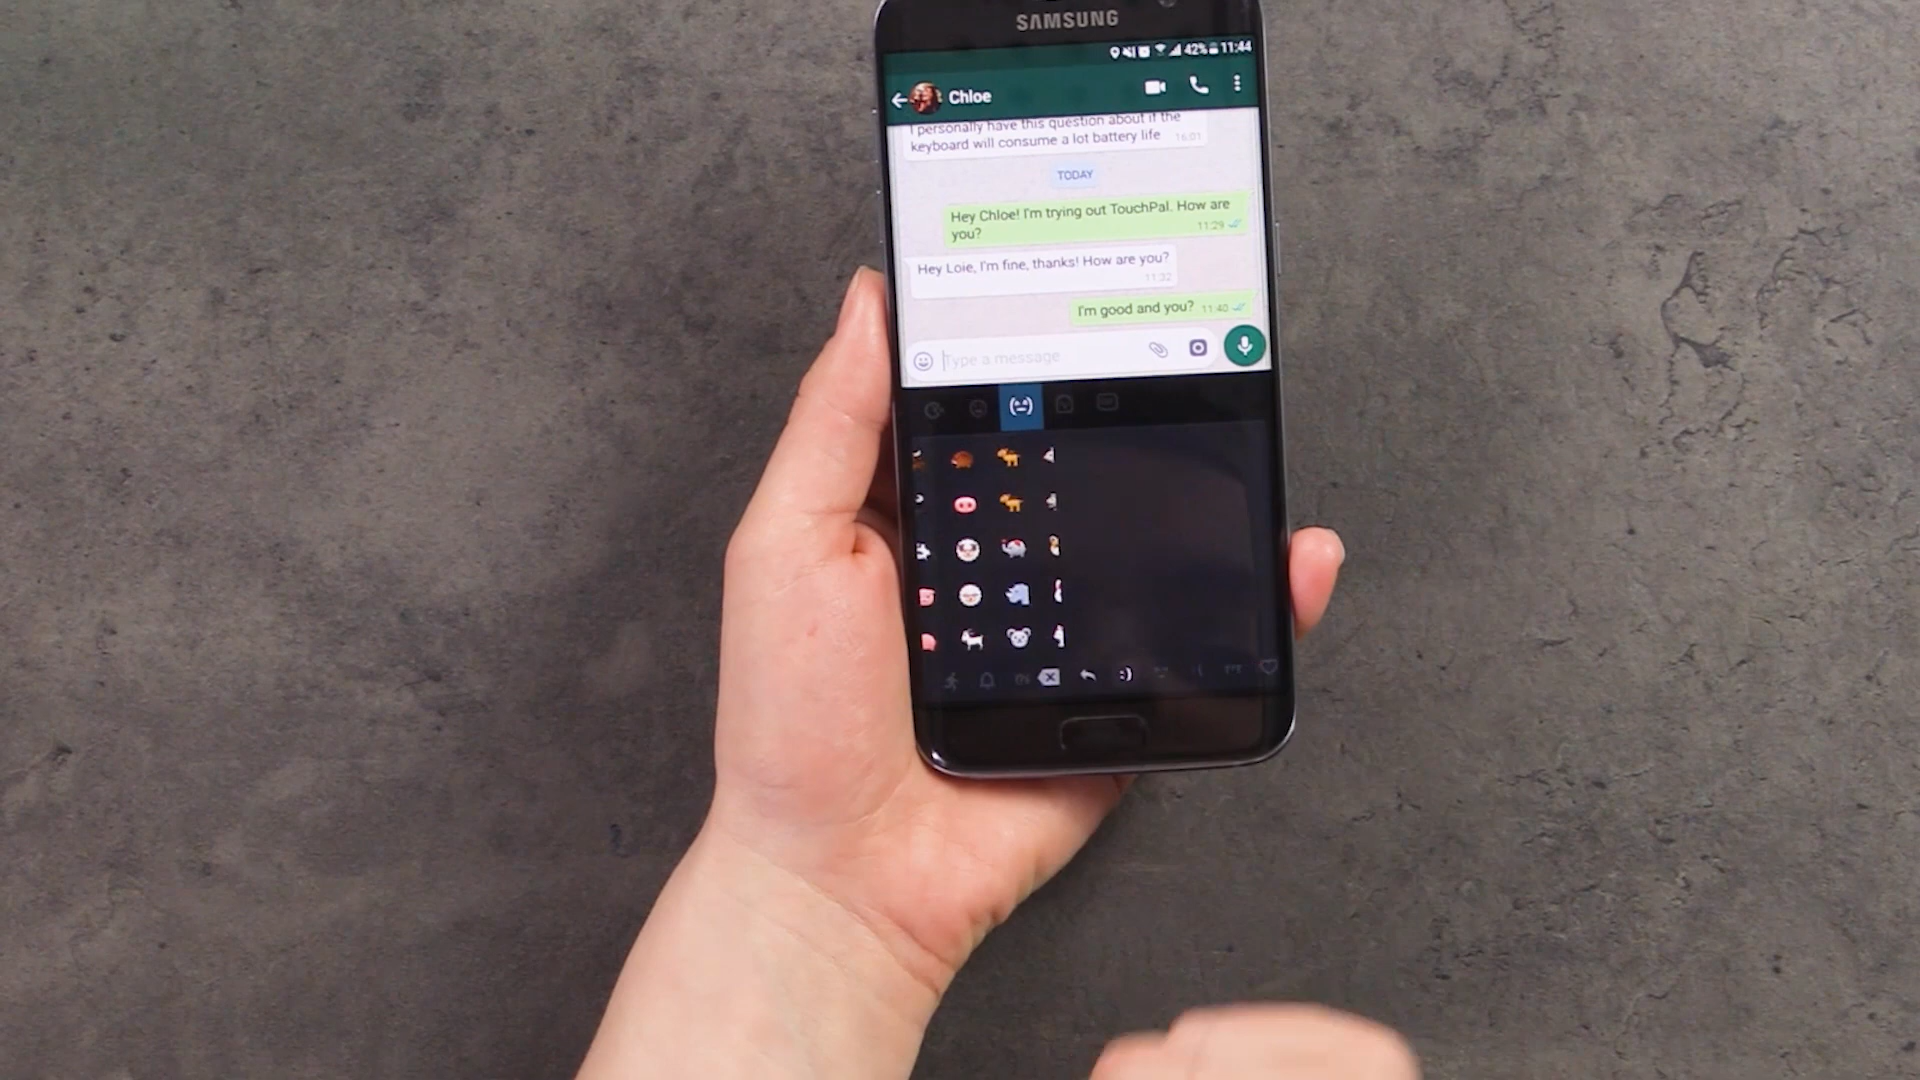 SAMSUNG
42% 11:44
Chloe
I personally have this question about if the
keyboard will consume a lot battery life 16:01
TODAY
Hey Chloe! I'm trying out TouchPal. How are
you? 11:29
Hey Loie, I'm fine, thanks! How are you?
11:32
I'm good and you? 11:40
Type a message
:)